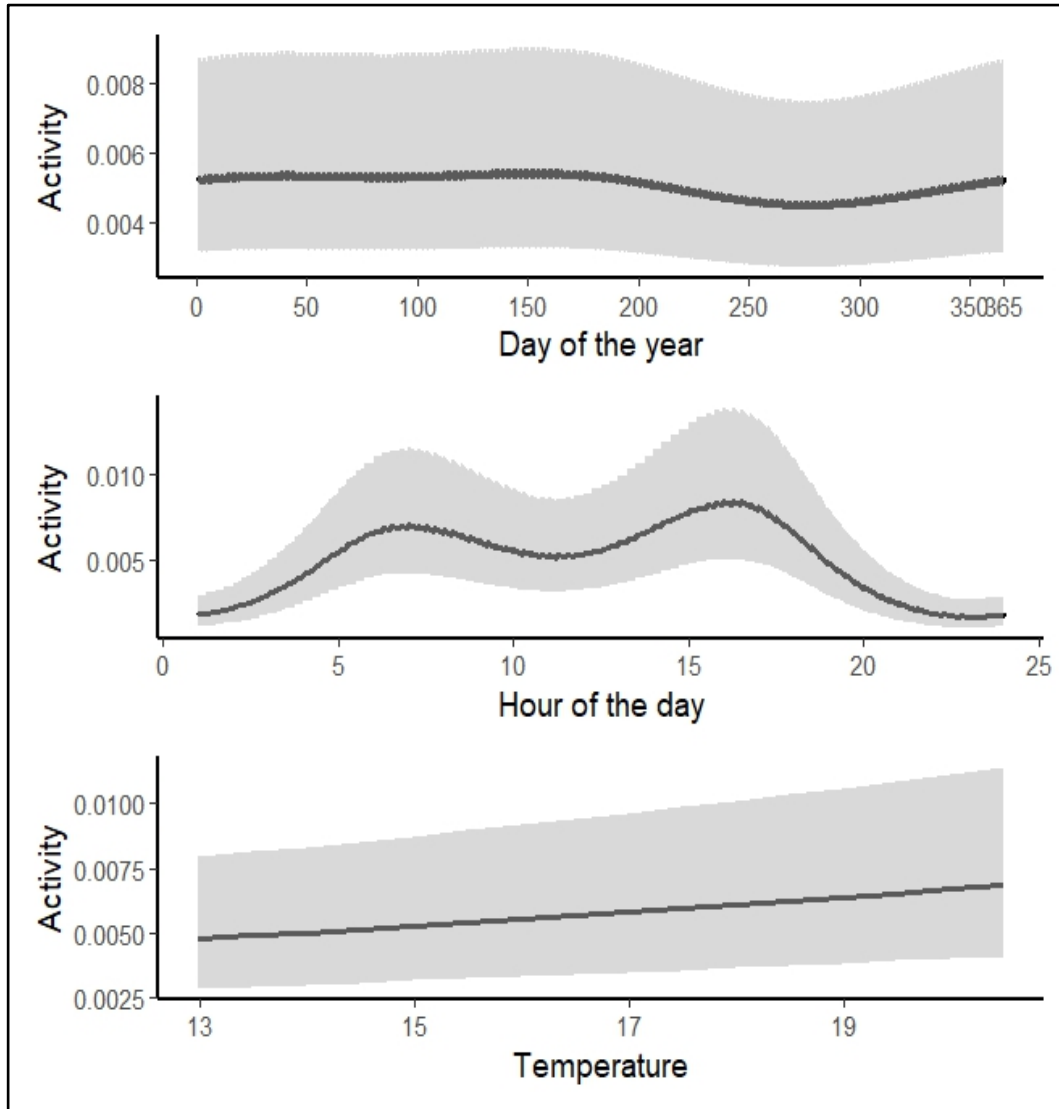 Activity
0.008
0.006
0.004
0 50 100 150 200 250 300 350 365
Day of the year
Activity
0.010
0.005
0 5 10 15 20 25
Hour of the day
Activity
0.0100
0.0075
0.0050
0.0025
13 15 17 19
Temperature